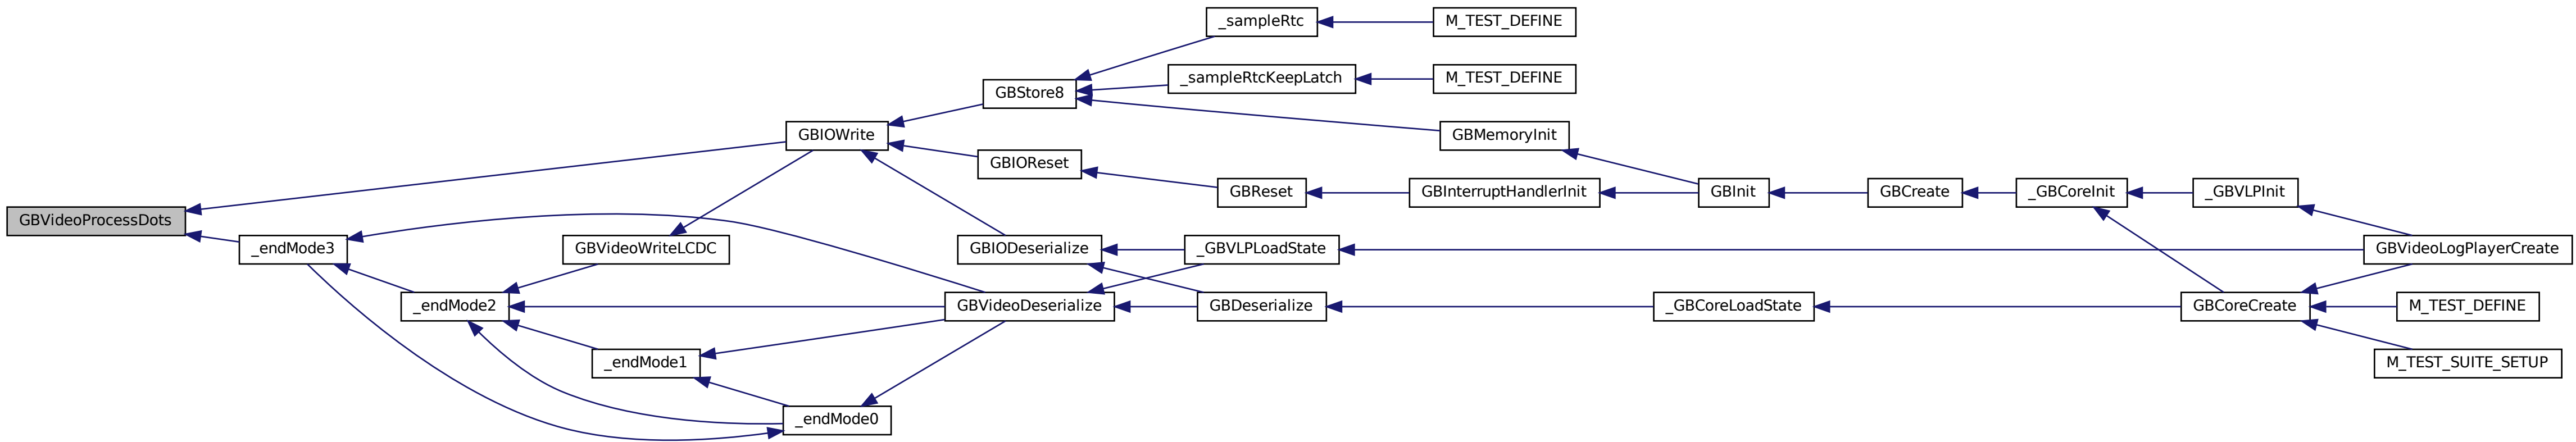 GBVideoProcessDots
_endMode3
_endMode2
GBVideoWriteLCDC
_endMode1
GBIOWrite
_endMode0
GBStore8
GBIOReset
GBIODeserialize
GBVideoDeserialize
_sampleRtc
_sampleRtcKeepLatch
GBReset
_GBVLPLoadState
GBDeserialize
M_TEST_DEFINE
M_TEST_DEFINE
GBMemoryInit
GBInterruptHandlerInit
GBInit
_GBCoreLoadState
GBCreate
_GBCoreInit
_GBVLPInit
GBCoreCreate
GBVideoLogPlayerCreate
M_TEST_DEFINE
M_TEST_SUITE_SETUP